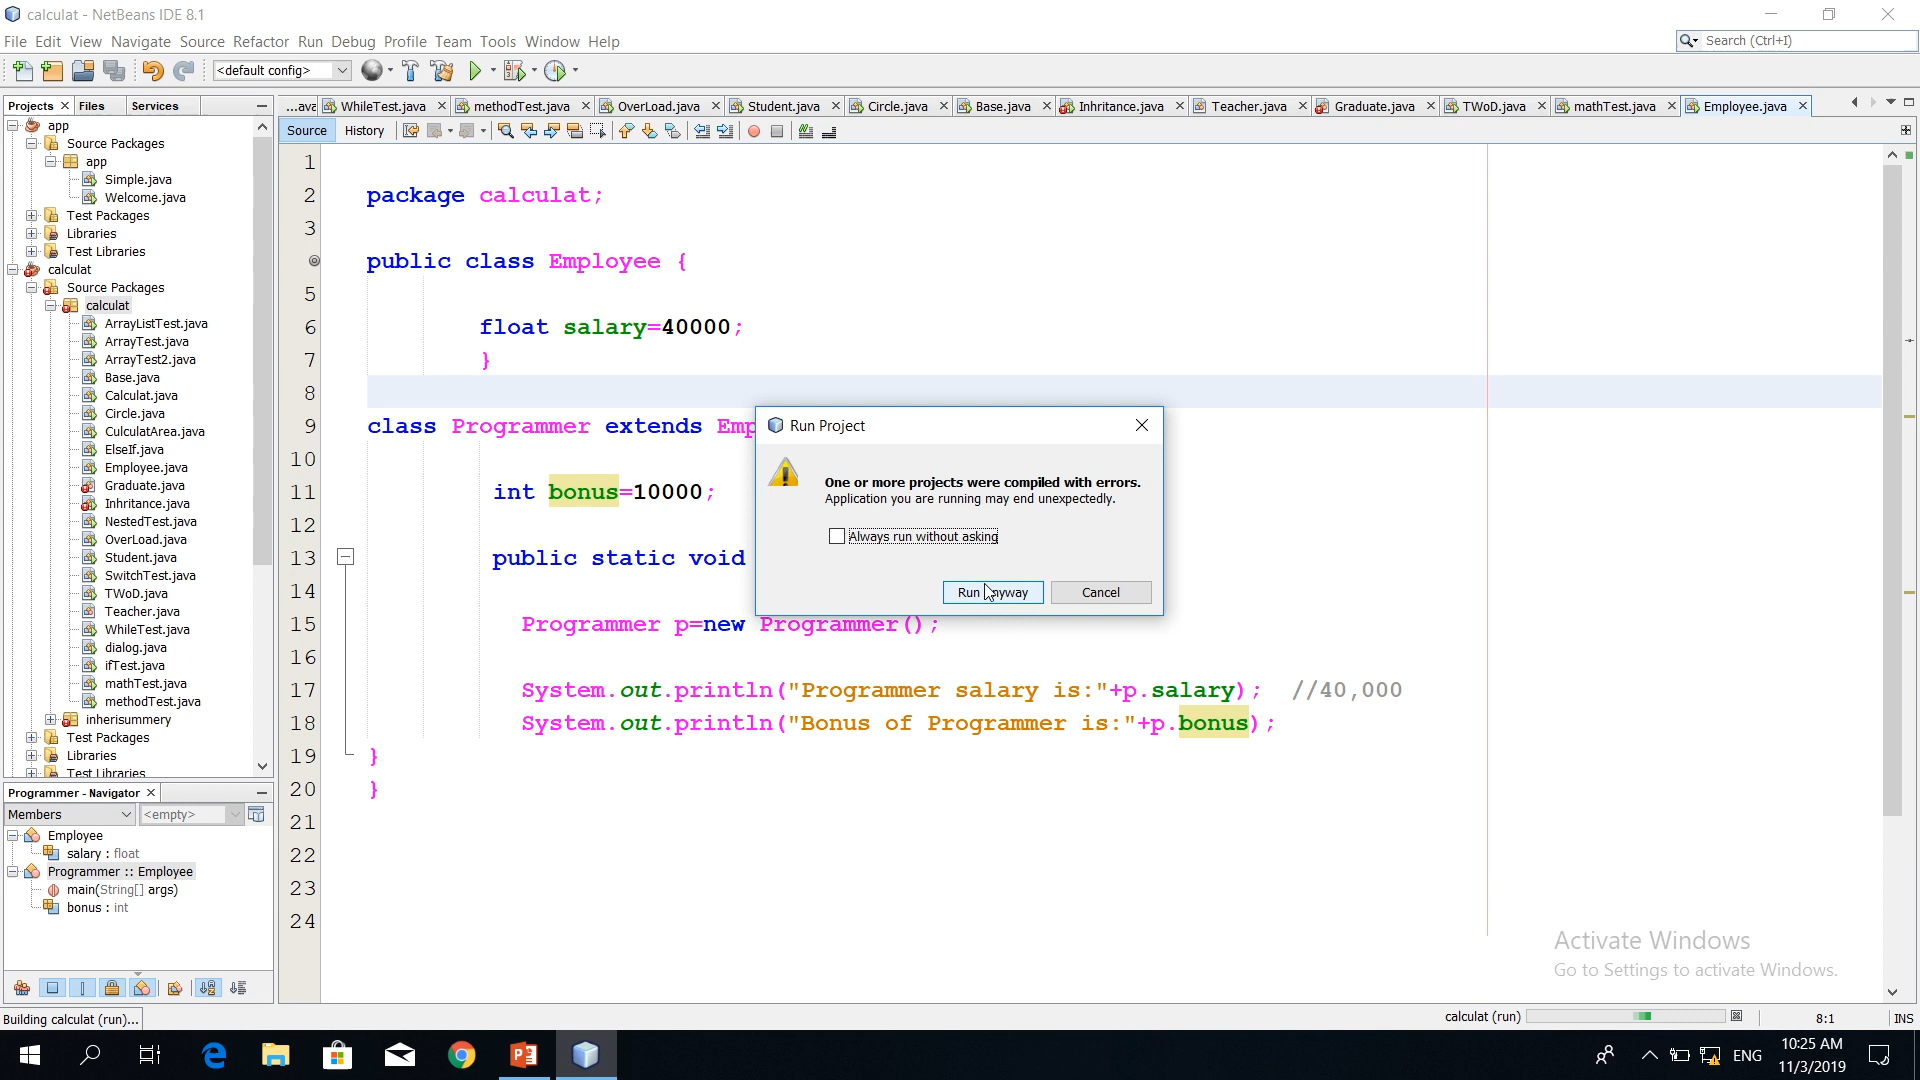 calculat - NetBeans IDE 8.1
File Edit View Navigate Source Refactor Run Debug Profile Team Tools Window Help
Search (Ctrl+I)
<default config>
Projects Files Services
...ava WhileTest.java methodTest.java OverLoad.java Student.java Circle.java Base.java Inhritance.java Teacher.java Graduate.java TWoD.java mathTest.java Employee.java
Source History
app
Source Packages
app
Simple.java
Welcome.java
Test Packages
Libraries
Test Libraries
calculat
Source Packages
calculat
ArrayListTest.java
ArrayTest.java
ArrayTest2.java
Base.java
Calculat.java
Circle.java
CulculatArea.java
ElseIf.java
Employee.java
Graduate.java
Inhritance.java
NestedTest.java
OverLoad.java
Student.java
SwitchTest.java
TWoD.java
Teacher.java
WhileTest.java
dialog.java
ifTest.java
mathTest.java
methodTest.java
inherisummery
Test Packages
Libraries
Test Libraries
Programmer - Navigator
Members <empty>
Employee
salary : float
Programmer :: Employee
main(String[] args)
bonus : int
1
2 package calculat;
3
public class Employee {
5
6 float salary=40000;
7 }
8
9 class Programmer extends Emp
10
11 int bonus=10000;
12
13 public static void
14
15 Programmer p=new Programmer();
16
17 System.out.println("Programmer salary is:"+p.salary); //40,000
18 System.out.println("Bonus of Programmer is:"+p.bonus);
19 }
20 }
21
22
23
24
Run Project
One or more projects were compiled with errors.
Application you are running may end unexpectedly.
Always run without asking
Run Anyway Cancel
Activate Windows
Go to Settings to activate Windows.
Building calculat (run)...
calculat (run)
8:1 INS
ENG
10:25 AM
11/3/2019